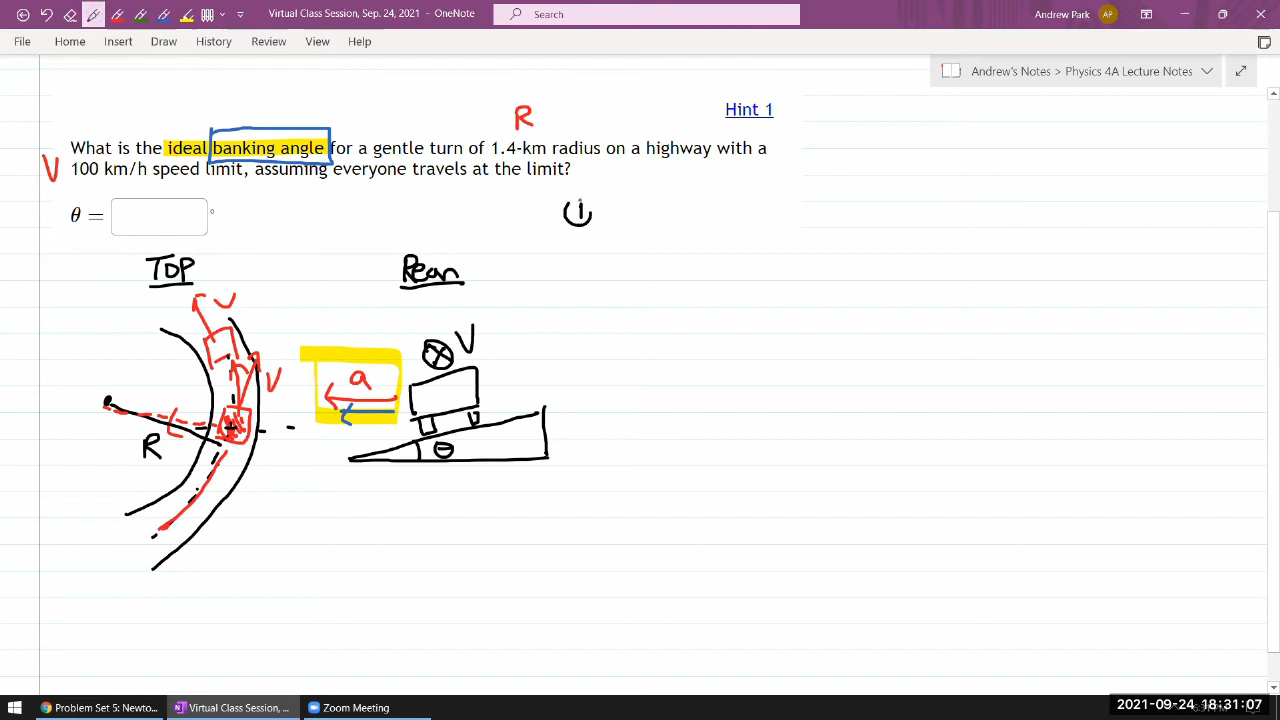 Virtual Class Session, Sep. 24, 2021 - OneNote
Search
Andrew Park
AP
File Home Insert Draw History Review View Help
Andrew's Notes > Physics 4A Lecture Notes
Hint 1
R
What is the ideal banking angle for a gentle turn of 1.4-km radius on a highway with a
V
100 km/h speed limit, assuming everyone travels at the limit?
θ = °
TOP
Rear
V
V
V
a
R
θ
Problem Set 5: Newto...
Virtual Class Session, ...
Zoom Meeting
2021-09-24 18:31:07